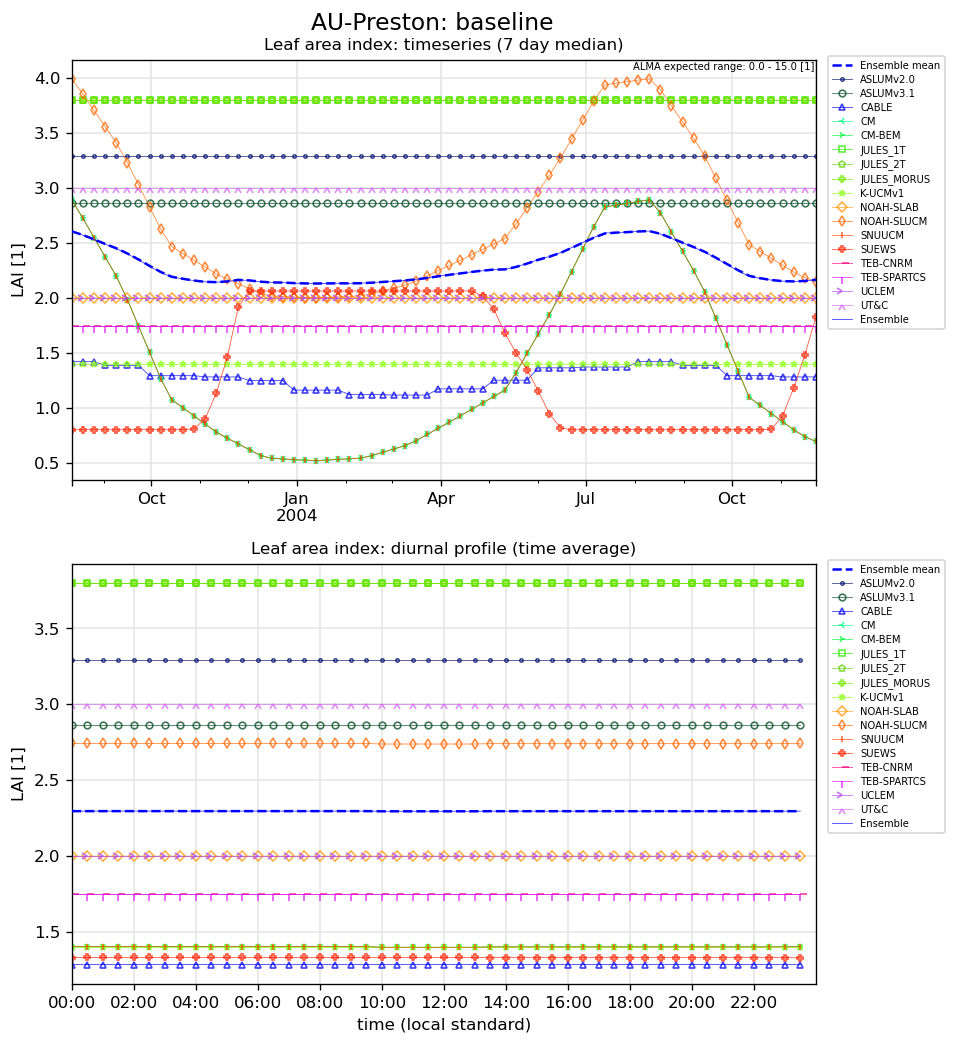 AU-Preston: baseline
Leaf area index: timeseries (7 day median)
ALMA expected range: 0.0 - 15.0 [1]
LAI [1]
4.0
3.5
3.0
2.5
2.0
1.5
1.0
0.5
Oct
Jan
2004
Apr
Jul
Oct
Ensemble mean
ASLUMv2.0
ASLUMv3.1
CABLE
CM
CM-BEM
JULES_1T
JULES_2T
JULES_MORUS
K-UCMv1
NOAH-SLAB
NOAH-SLUCM
SNUUCM
SUEWS
TEB-CNRM
TEB-SPARTCS
UCLEM
UT&C
Ensemble
Leaf area index: diurnal profile (time average)
LAI [1]
3.5
3.0
2.5
2.0
1.5
00:00 02:00 04:00 06:00 08:00 10:00 12:00 14:00 16:00 18:00 20:00 22:00
time (local standard)
Ensemble mean
ASLUMv2.0
ASLUMv3.1
CABLE
CM
CM-BEM
JULES_1T
JULES_2T
JULES_MORUS
K-UCMv1
NOAH-SLAB
NOAH-SLUCM
SNUUCM
SUEWS
TEB-CNRM
TEB-SPARTCS
UCLEM
UT&C
Ensemble